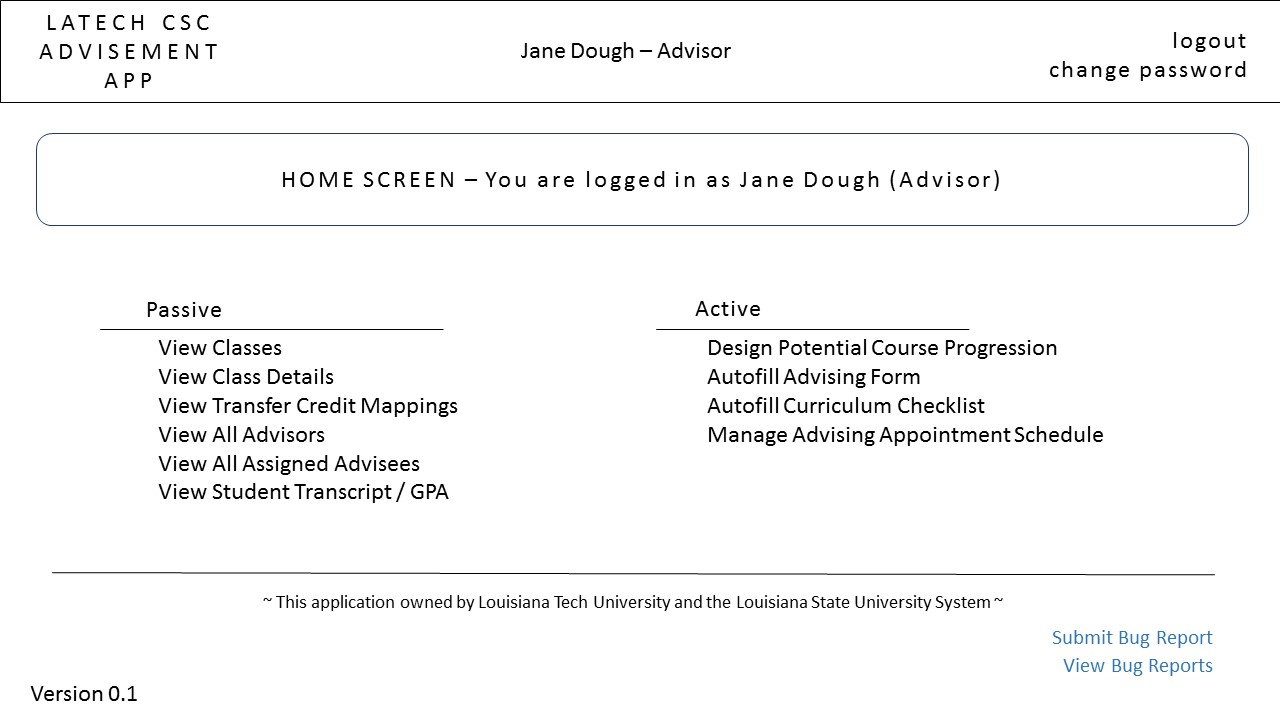 LATECH CSC
ADVISEMENT
APP
Jane Dough – Advisor
logout
change password
HOME SCREEN – You are logged in as Jane Dough (Advisor)
Passive
View Classes
View Class Details
View Transfer Credit Mappings
View All Advisors
View All Assigned Advisees
View Student Transcript / GPA
Active
Design Potential Course Progression
Autofill Advising Form
Autofill Curriculum Checklist
Manage Advising Appointment Schedule
~ This application owned by Louisiana Tech University and the Louisiana State University System ~
Submit Bug Report
View Bug Reports
Version 0.1